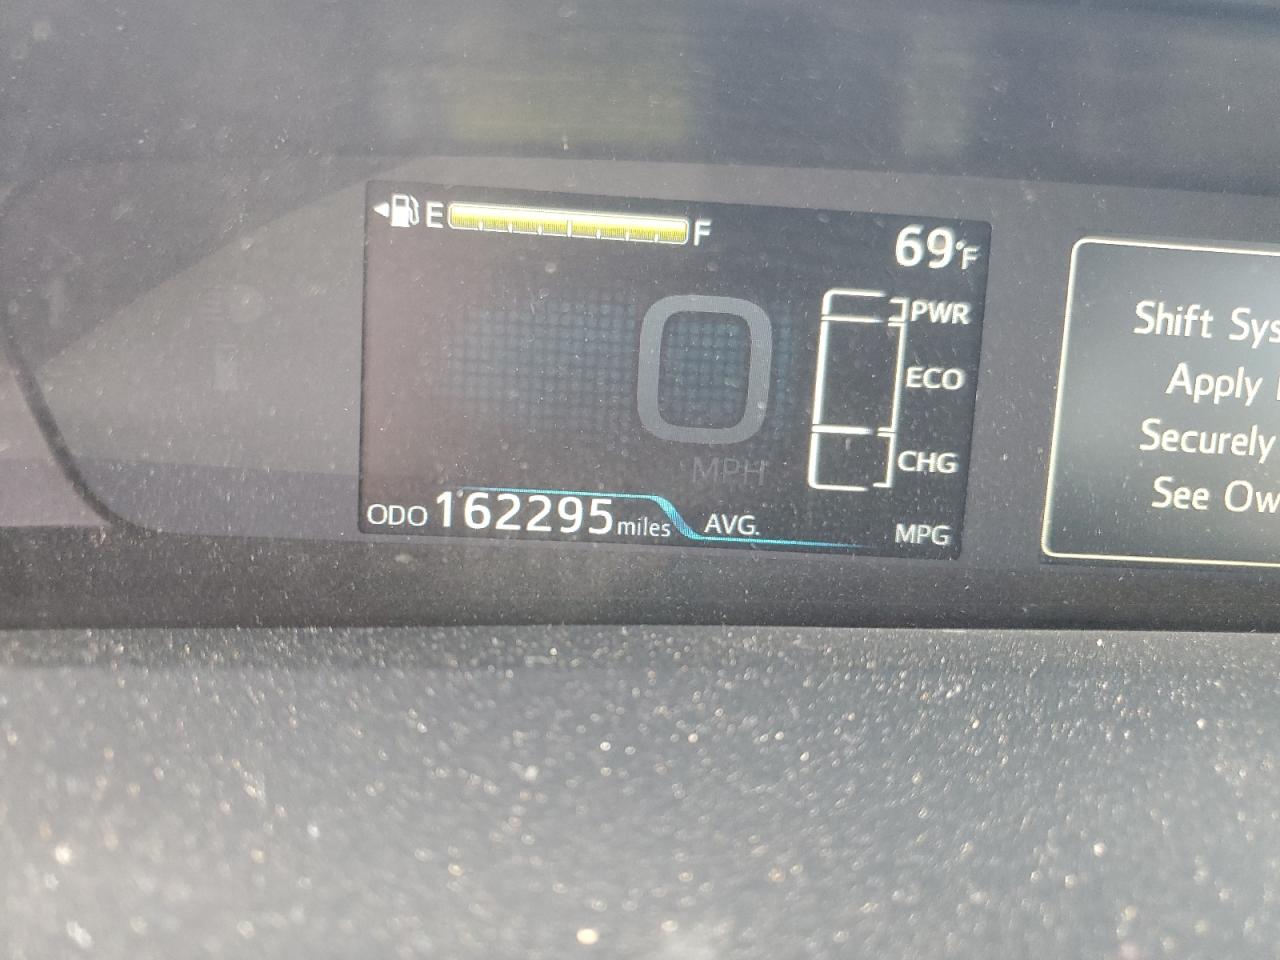 E F
69°F
0
MPH
PWR
ECO
CHG
ODO 162295 miles AVG. MPG
Shift Sys
Apply
Securely
See Ow